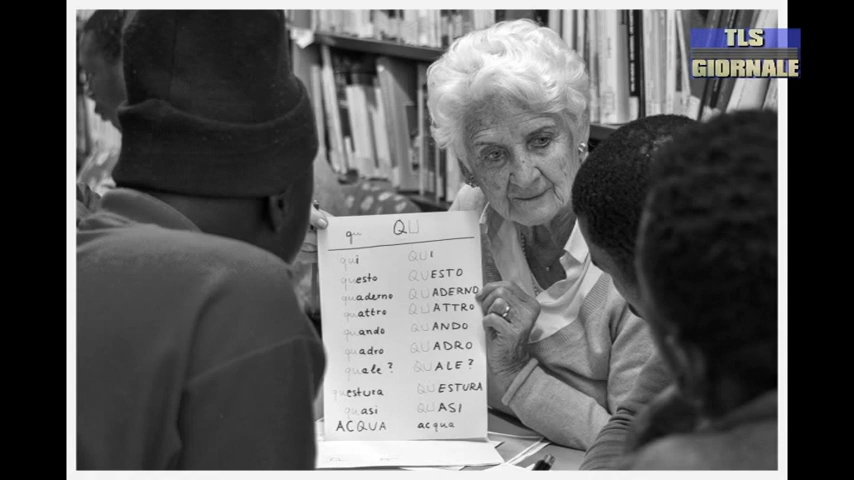 TLS
GIORNALE
qu QU
qui QUI
questo QUESTO
quaderno QUADERNO
quattro QUATTRO
quando QUANDO
quadro QUADRO
quale? QUALE?
questura QUESTURA
quasi QUASI
ACQUA acqua